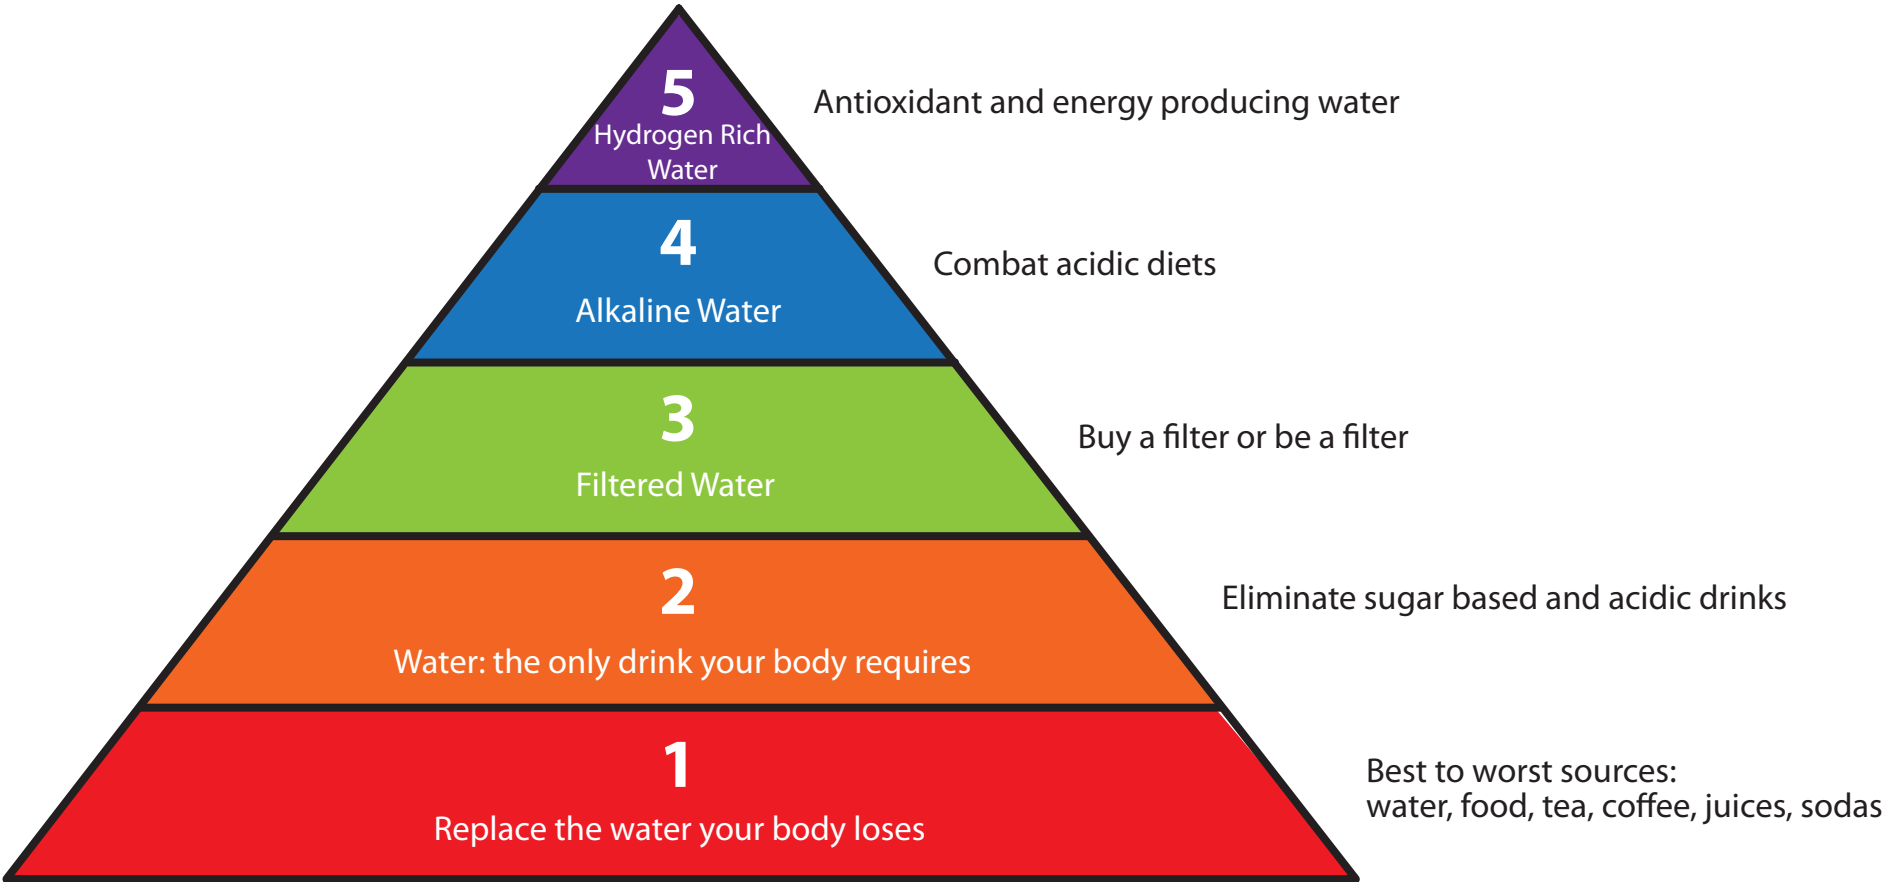 5
Hydrogen Rich
Water
Antioxidant and energy producing water
4
Alkaline Water
Combat acidic diets
3
Filtered Water
Buy a filter or be a filter
2
Water: the only drink your body requires
Eliminate sugar based and acidic drinks
1
Replace the water your body loses
Best to worst sources:
water, food, tea, coffee, juices, sodas